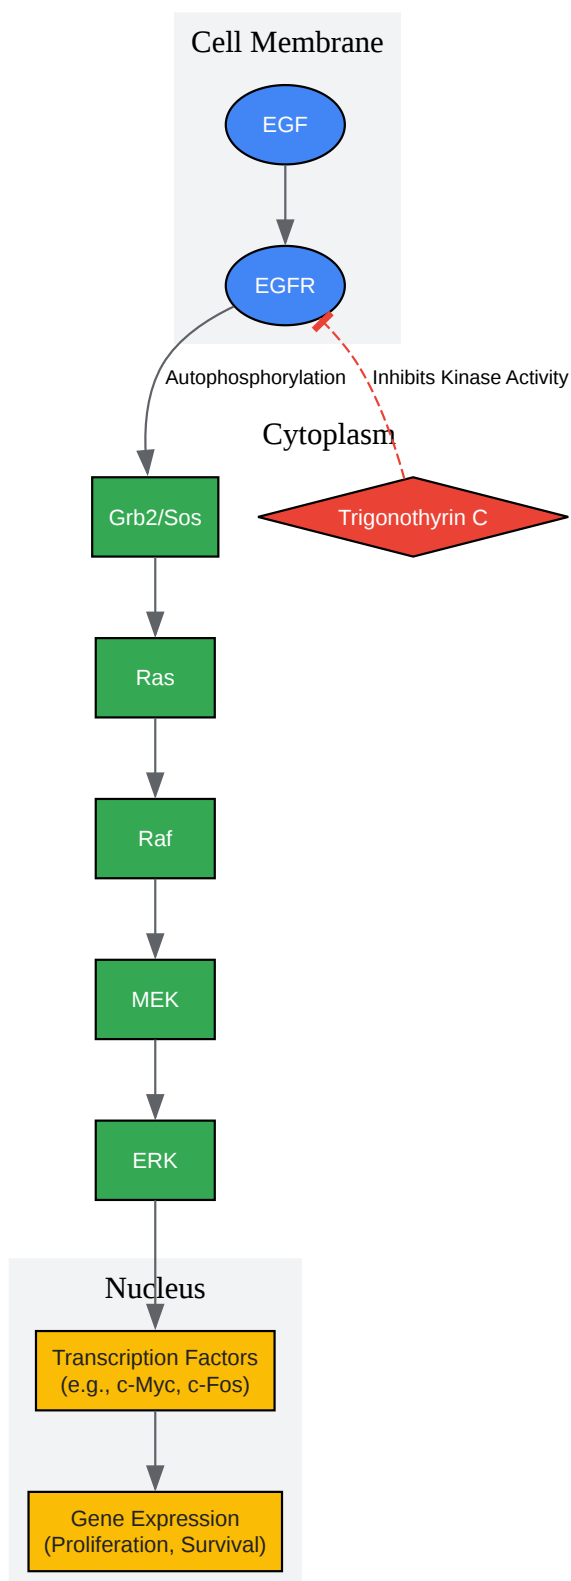 Cell Membrane
EGF
EGFR
Autophosphorylation
Inhibits Kinase Activity
Cytoplasm
Grb2/Sos
Trigonothyrin C
Ras
Raf
MEK
ERK
Nucleus
Transcription Factors
(e.g., c-Myc, c-Fos)
Gene Expression
(Proliferation, Survival)